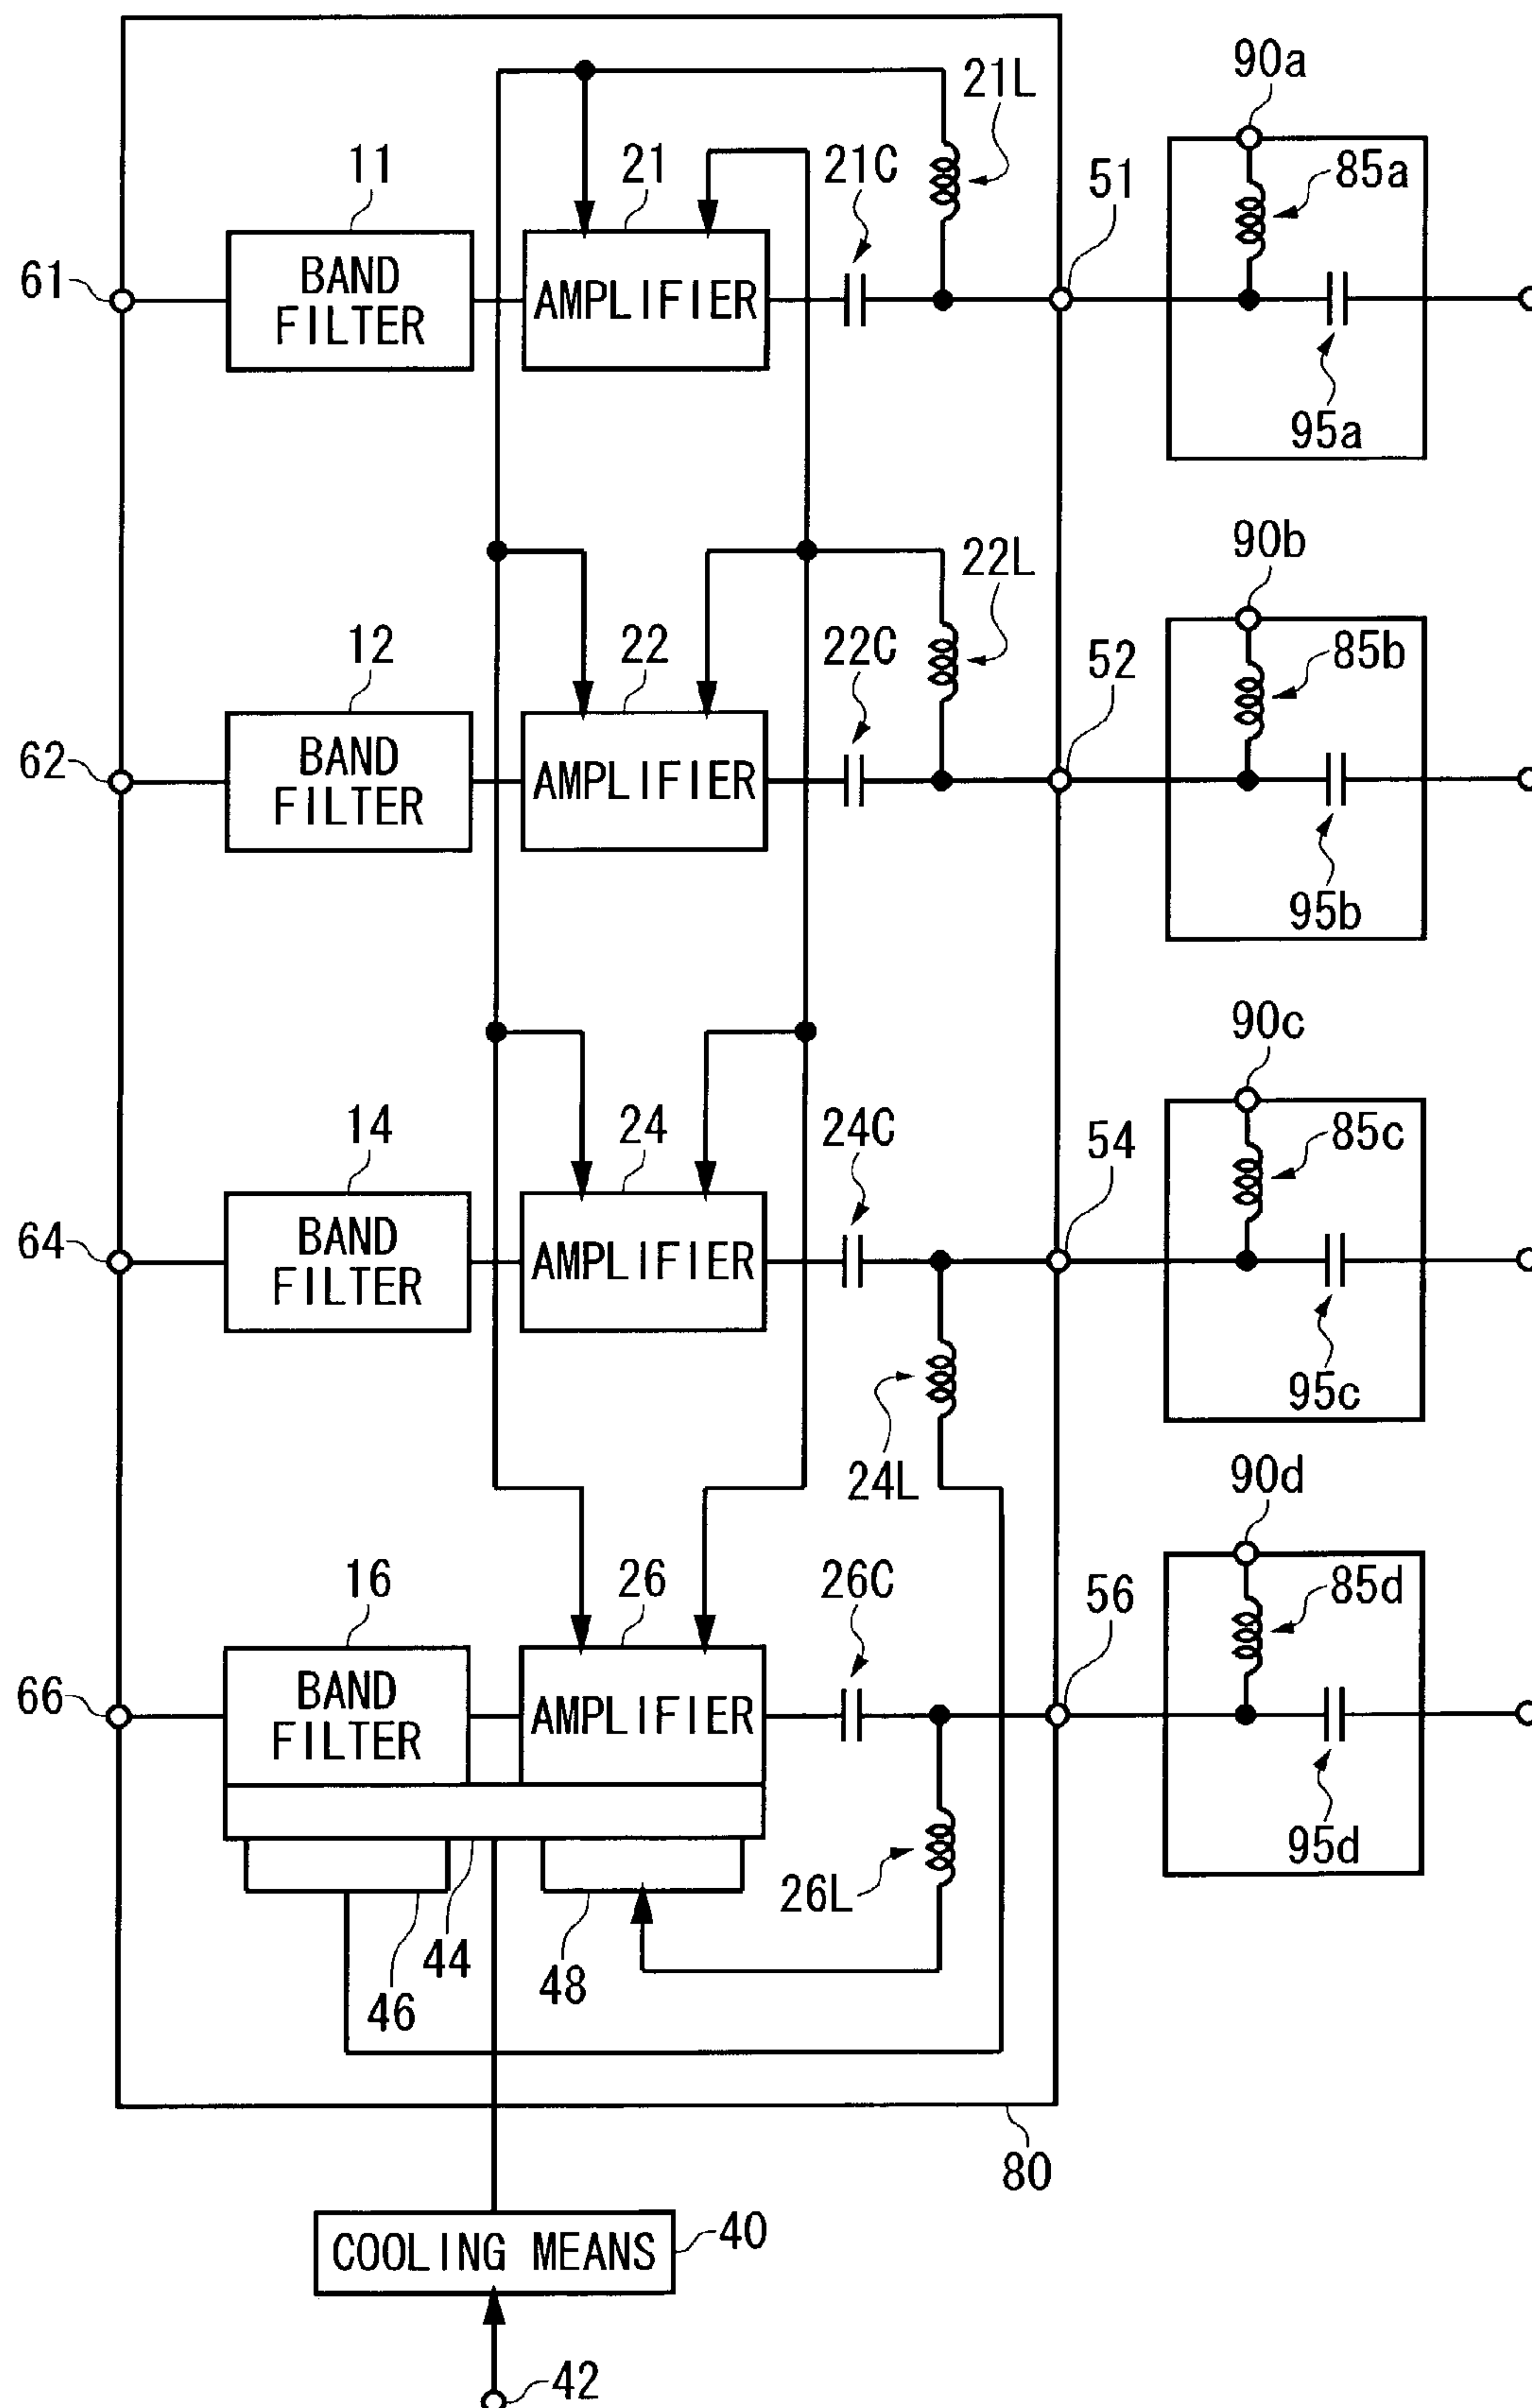 90a
21L
11
21
21C
51
85a
61
BAND
FILTER
AMPLIFIER
95a
90b
22L
12
22
22C
52
85b
62
BAND
FILTER
AMPLIFIER
95b
90c
14
24
24C
54
85c
64
BAND
FILTER
AMPLIFIER
95c
24L
90d
16
26
26C
56
85d
66
BAND
FILTER
AMPLIFIER
95d
26L
44
48
46
80
COOLING MEANS
40
42